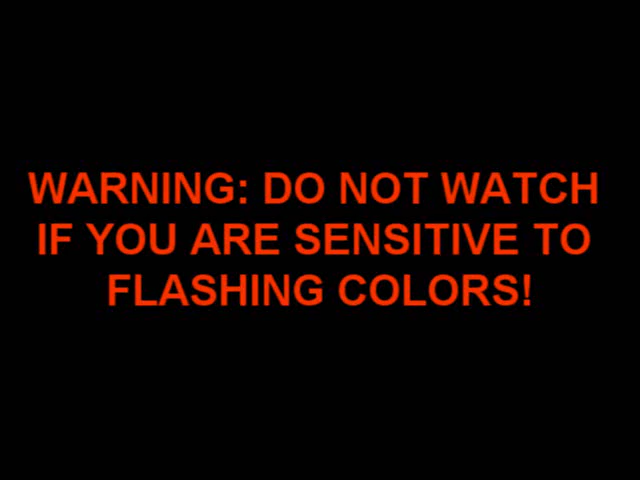 WARNING: DO NOT WATCH
IF YOU ARE SENSITIVE TO
FLASHING COLORS!